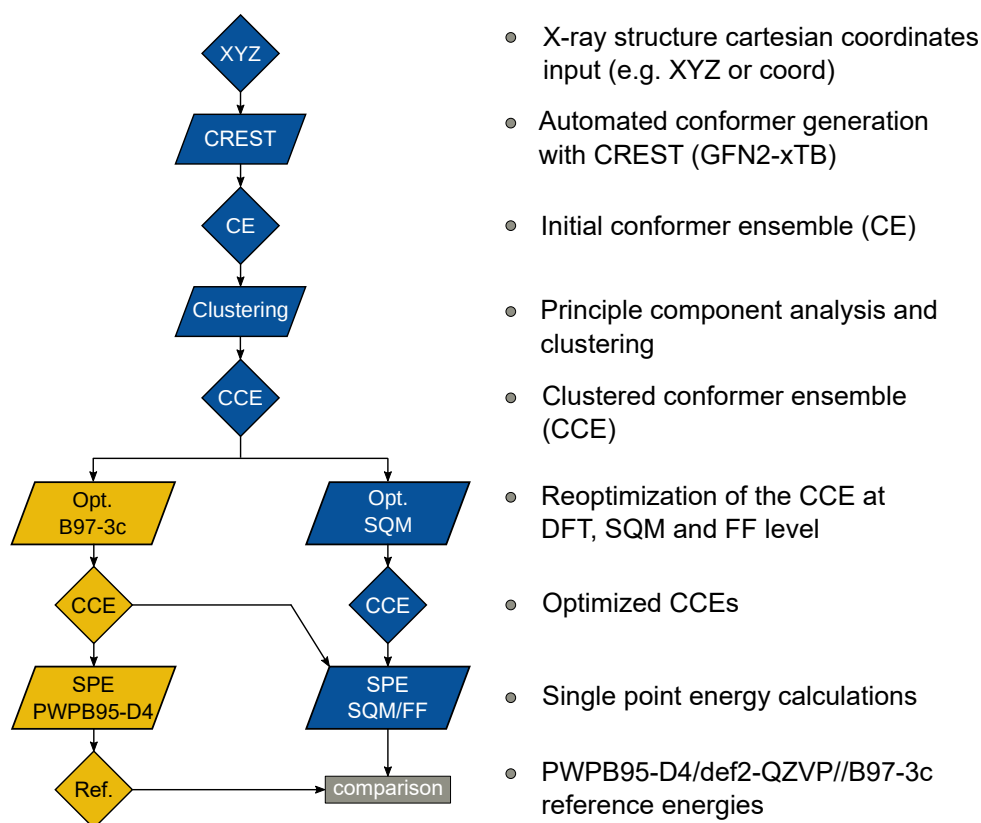 XYZ
X-ray structure cartesian coordinates
input (e.g. XYZ or coord)
CREST
Automated conformer generation
with CREST (GFN2-xTB)
CE
Initial conformer ensemble (CE)
Clustering
Principle component analysis and
clustering
CCE
Clustered conformer ensemble
(CCE)
Opt.
B97-3c
Opt.
SQM
Reoptimization of the CCE at
DFT, SQM and FF level
CCE
CCE
Optimized CCEs
SPE
PWPB95-D4
SPE
SQM/FF
Single point energy calculations
Ref.
comparison
PWPB95-D4/def2-QZVP//B97-3c
reference energies